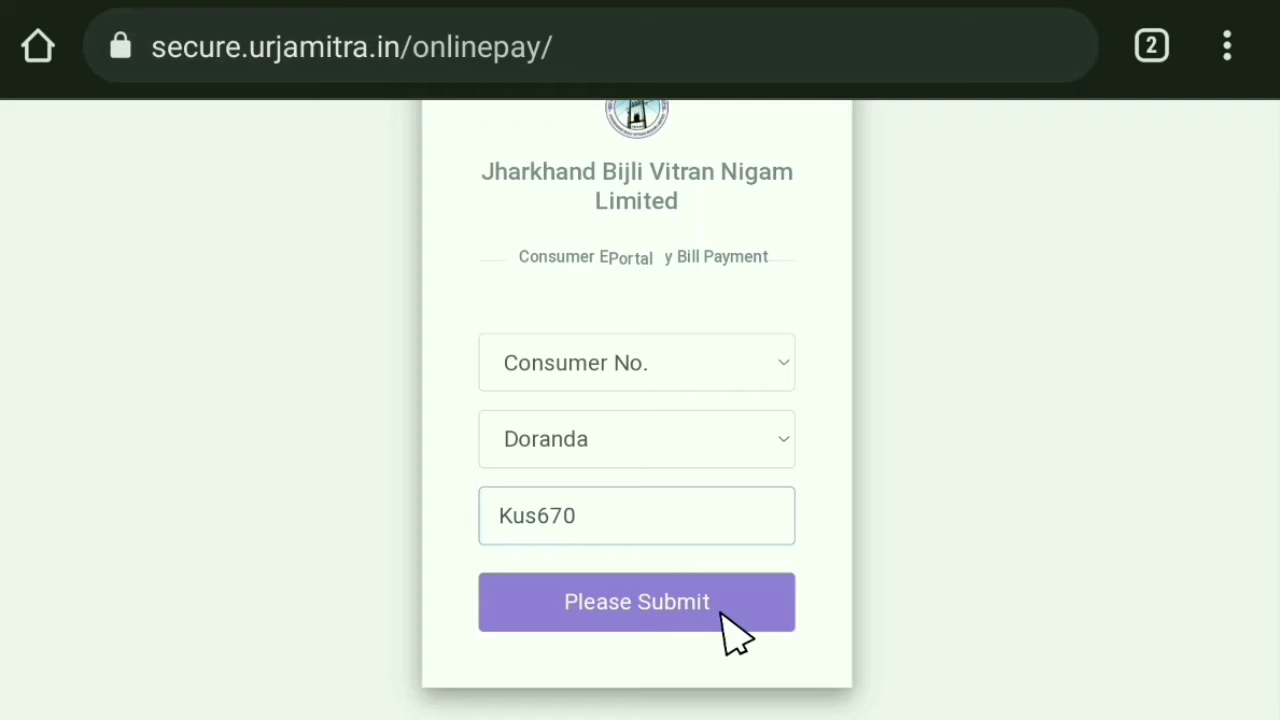 secure.urjamitra.in/onlinepay/
2
Jharkhand Bijli Vitran Nigam
Limited
Consumer EPortal y Bill Payment
Consumer No.
Doranda
Kus670
Please Submit